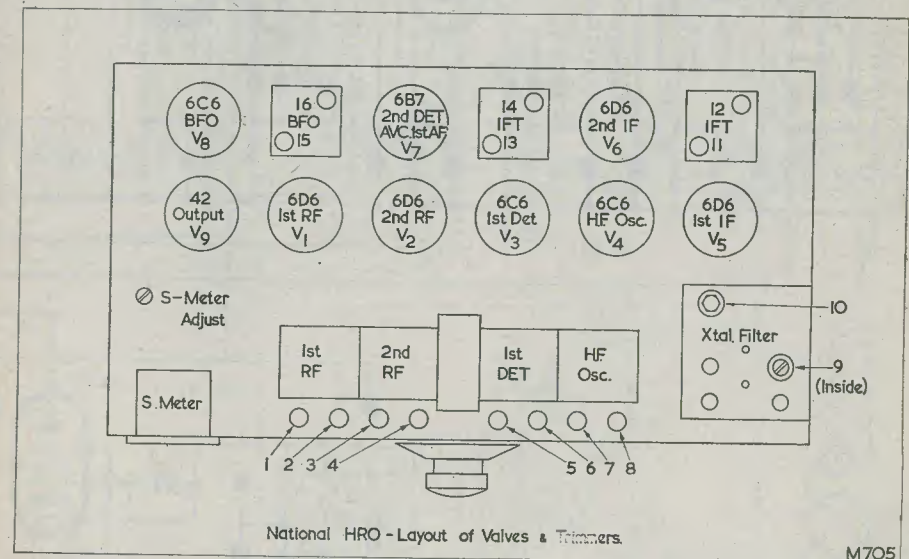 6C6
BFO
V8
16
BFO
15
6B7
2nd DET
AVC.1st AF
V7
14
IFT
13
6D6
2nd IF
V6
12
IFT
11
42
Output
V9
6D6
1st RF
V1
6D6
2nd RF
V2
6C6
1st Det
V3
6C6
H.F Osc.
V4
6D6
1st IF
V5
S-Meter
Adjust
1st
RF
2nd
RF
1st
DET
H.F
Osc.
Xtal. Filter
10
9
(Inside)
S.Meter
1 2 3 4 5 6 7 8
National HRO - Layout of Valves & Trimmers.
M705